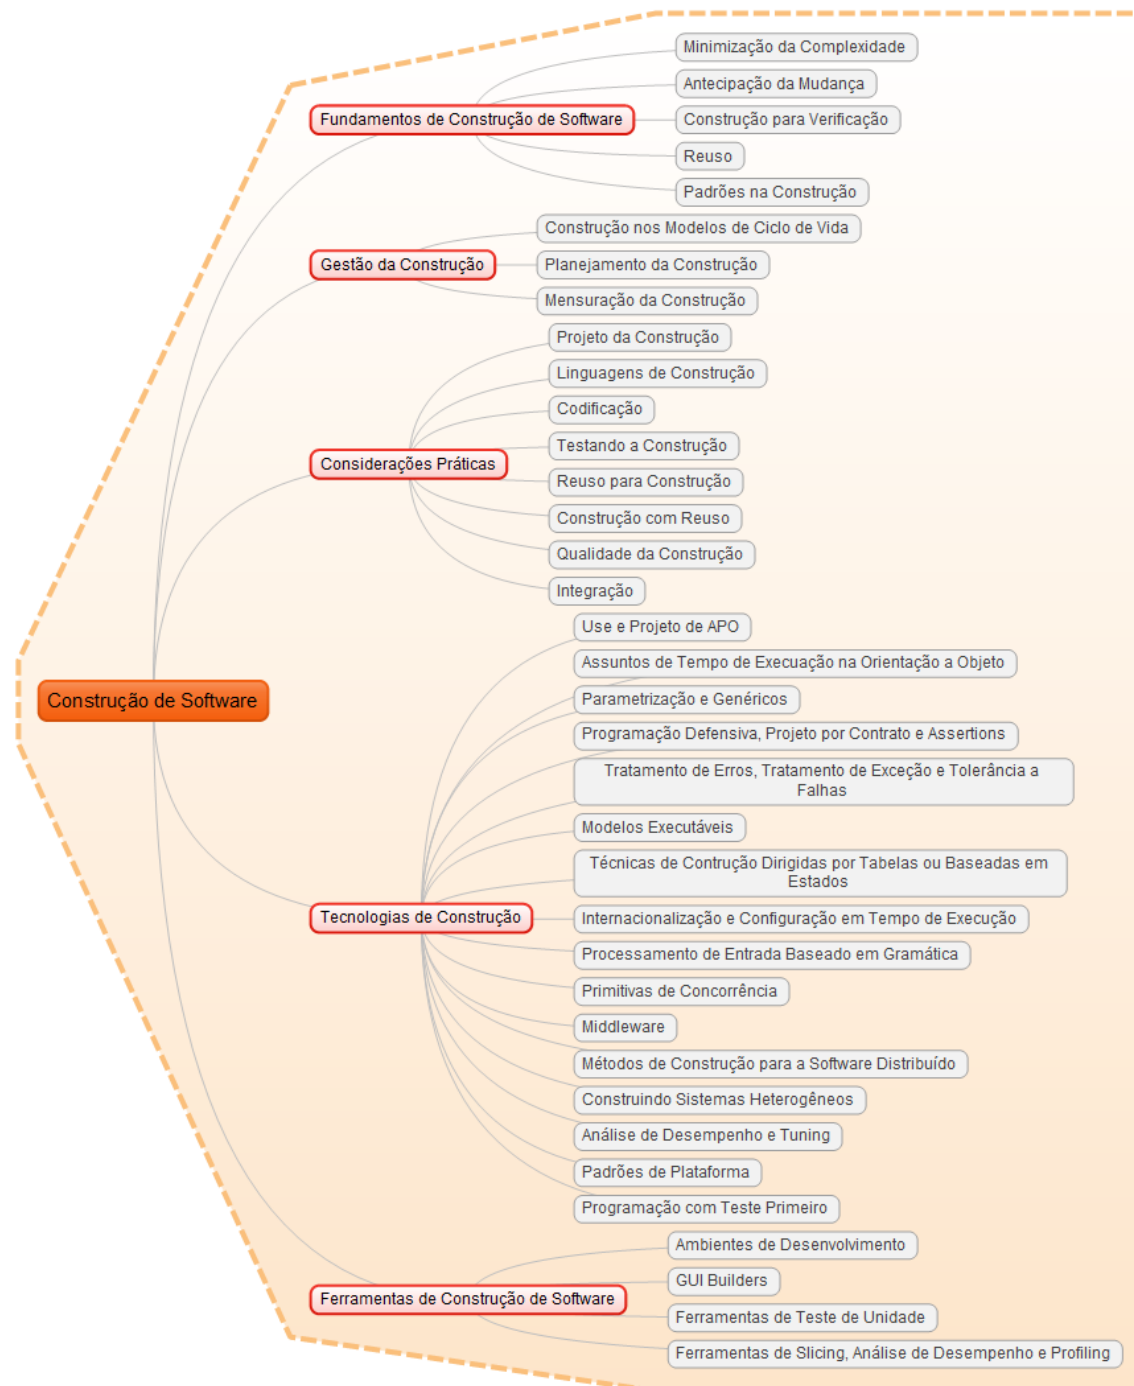 Construção de Software
Fundamentos de Construção de Software
Minimização da Complexidade
Antecipação da Mudança
Construção para Verificação
Reuso
Padrões na Construção
Gestão da Construção
Construção nos Modelos de Ciclo de Vida
Planejamento da Construção
Mensuração da Construção
Considerações Práticas
Projeto da Construção
Linguagens de Construção
Codificação
Testando a Construção
Reuso para Construção
Construção com Reuso
Qualidade da Construção
Integração
Tecnologias de Construção
Use e Projeto de APO
Assuntos de Tempo de Execuação na Orientação a Objeto
Parametrização e Genéricos
Programação Defensiva, Projeto por Contrato e Assertions
Tratamento de Erros, Tratamento de Exceção e Tolerância a
Falhas
Modelos Executáveis
Técnicas de Contrução Dirigidas por Tabelas ou Baseadas em
Estados
Internacionalização e Configuração em Tempo de Execução
Processamento de Entrada Baseado em Gramática
Primitivas de Concorrência
Middleware
Métodos de Construção para a Software Distribuído
Construindo Sistemas Heterogêneos
Análise de Desempenho e Tuning
Padrões de Plataforma
Programação com Teste Primeiro
Ferramentas de Construção de Software
Ambientes de Desenvolvimento
GUI Builders
Ferramentas de Teste de Unidade
Ferramentas de Slicing, Análise de Desempenho e Profiling